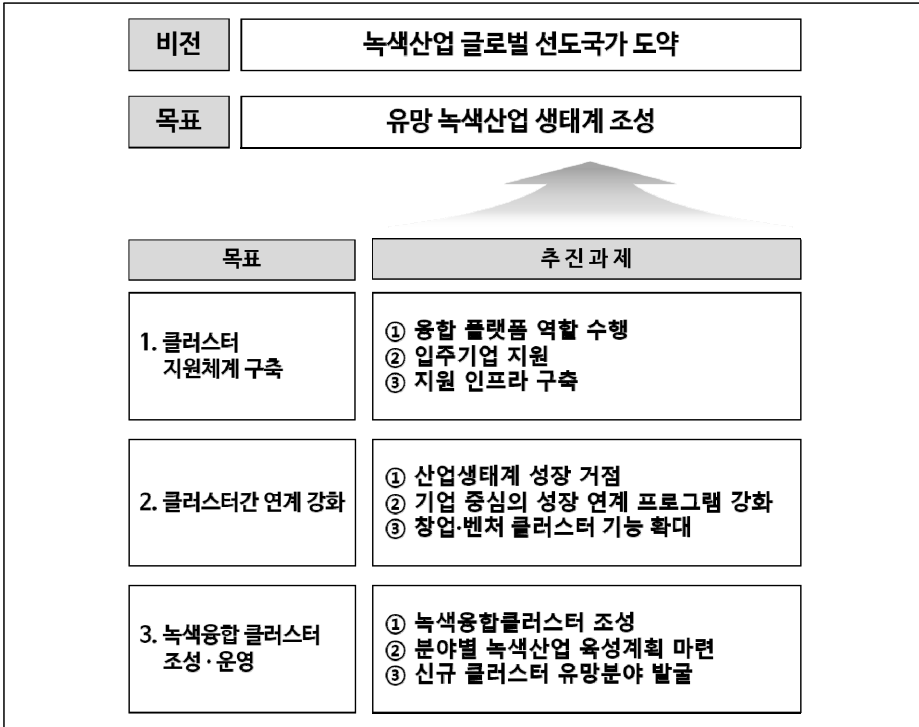 비전
녹색산업 글로벌 선도국가 도약
목표
유망 녹색산업 생태계 조성
목표
추진과제
1. 클러스터
지원체계 구축
① 융합 플랫폼 역할 수행
② 입주기업 지원
③ 지원 인프라 구축
2. 클러스터간 연계 강화
① 산업생태계 성장 거점
② 기업 중심의 성장 연계 프로그램 강화
③ 창업·벤처 클러스터 기능 확대
3. 녹색융합 클러스터
조성·운영
① 녹색융합클러스터 조성
② 분야별 녹색산업 육성계획 마련
③ 신규 클러스터 유망분야 발굴